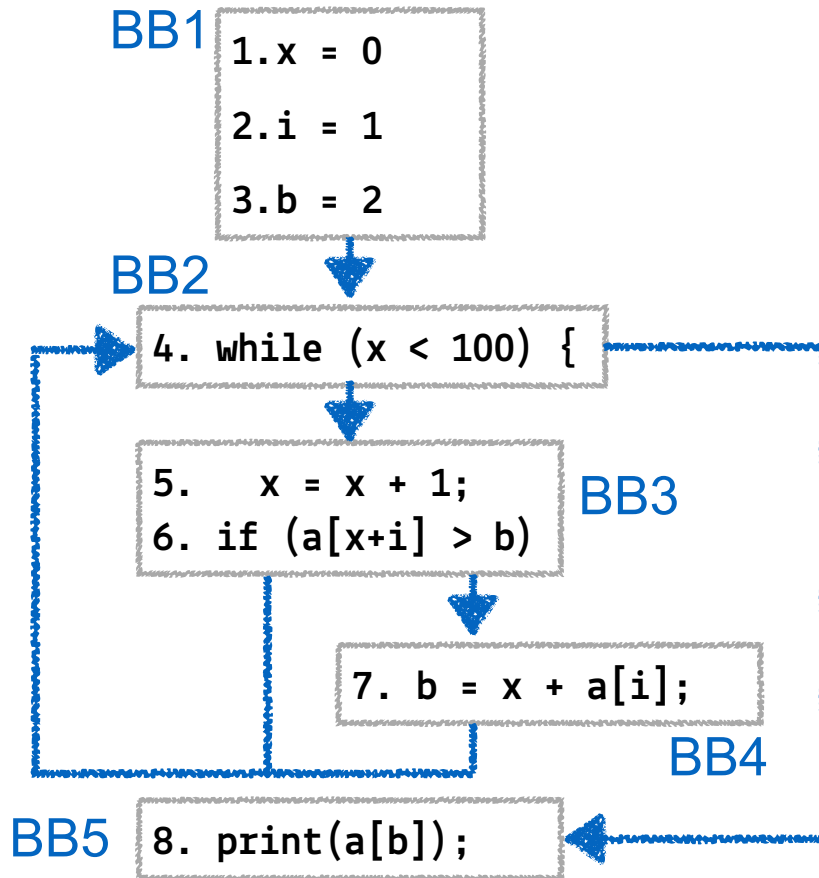 BB1
1.x = 0
2.i = 1
3.b = 2
BB2
4. while (x < 100) {
5. x = x + 1;
BB3
6. if (a[x+i] > b)
7. b = x + a[i];
BB4
BB5
8. print(a[b]);